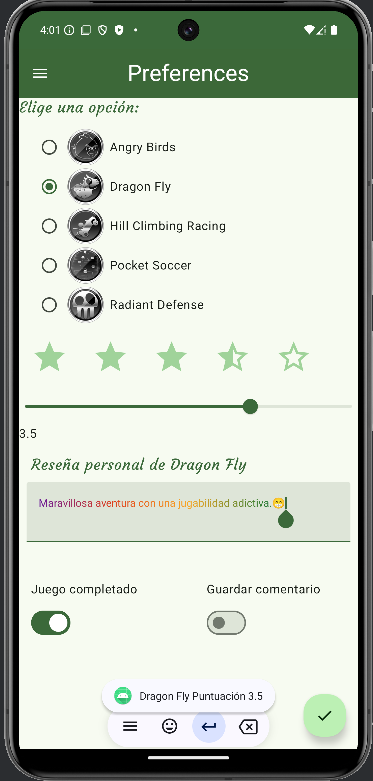 4:01
Preferences
Elige una opción:
Angry Birds
Dragon Fly
Hill Climbing Racing
Pocket Soccer
Radiant Defense
3.5
Reseña personal de Dragon Fly
Maravillosa aventura con una jugabilidad adictiva.😁
Juego completado
Guardar comentario
Dragon Fly Puntuación 3.5